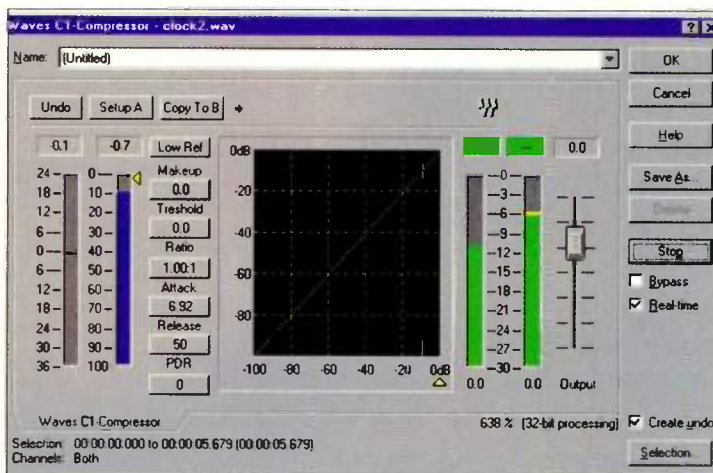 Waves C1-Compressor - clock2.wav
Name: (Untitled)
OK
Cancel
Help
Save As...
Delete
Stop
Bypass
Real-time
Create undo
Selection...
Undo
Setup A
Copy To B
-0.1
-0.7
Low Ref
Makeup
0.0
Treshold
0.0
Ratio
1.00:1
Attack
6.92
Release
50
PDR
0
24
18
12
6
0
6
12
18
24
30
36
0
10
20
30
40
50
60
70
80
90
100
0dB
-20
-40
-60
-80
-100
-80
-60
-40
-20
0dB
0.0
-0
-3
-6
-9
-12
-15
-18
-21
-24
-27
-30
0.0
0.0
Output
Waves C1-Compressor
638 % (32-bit processing)
Selection: 00:00:00.000 to 00:00:05.679 (00:00:05.679)
Channels: Both